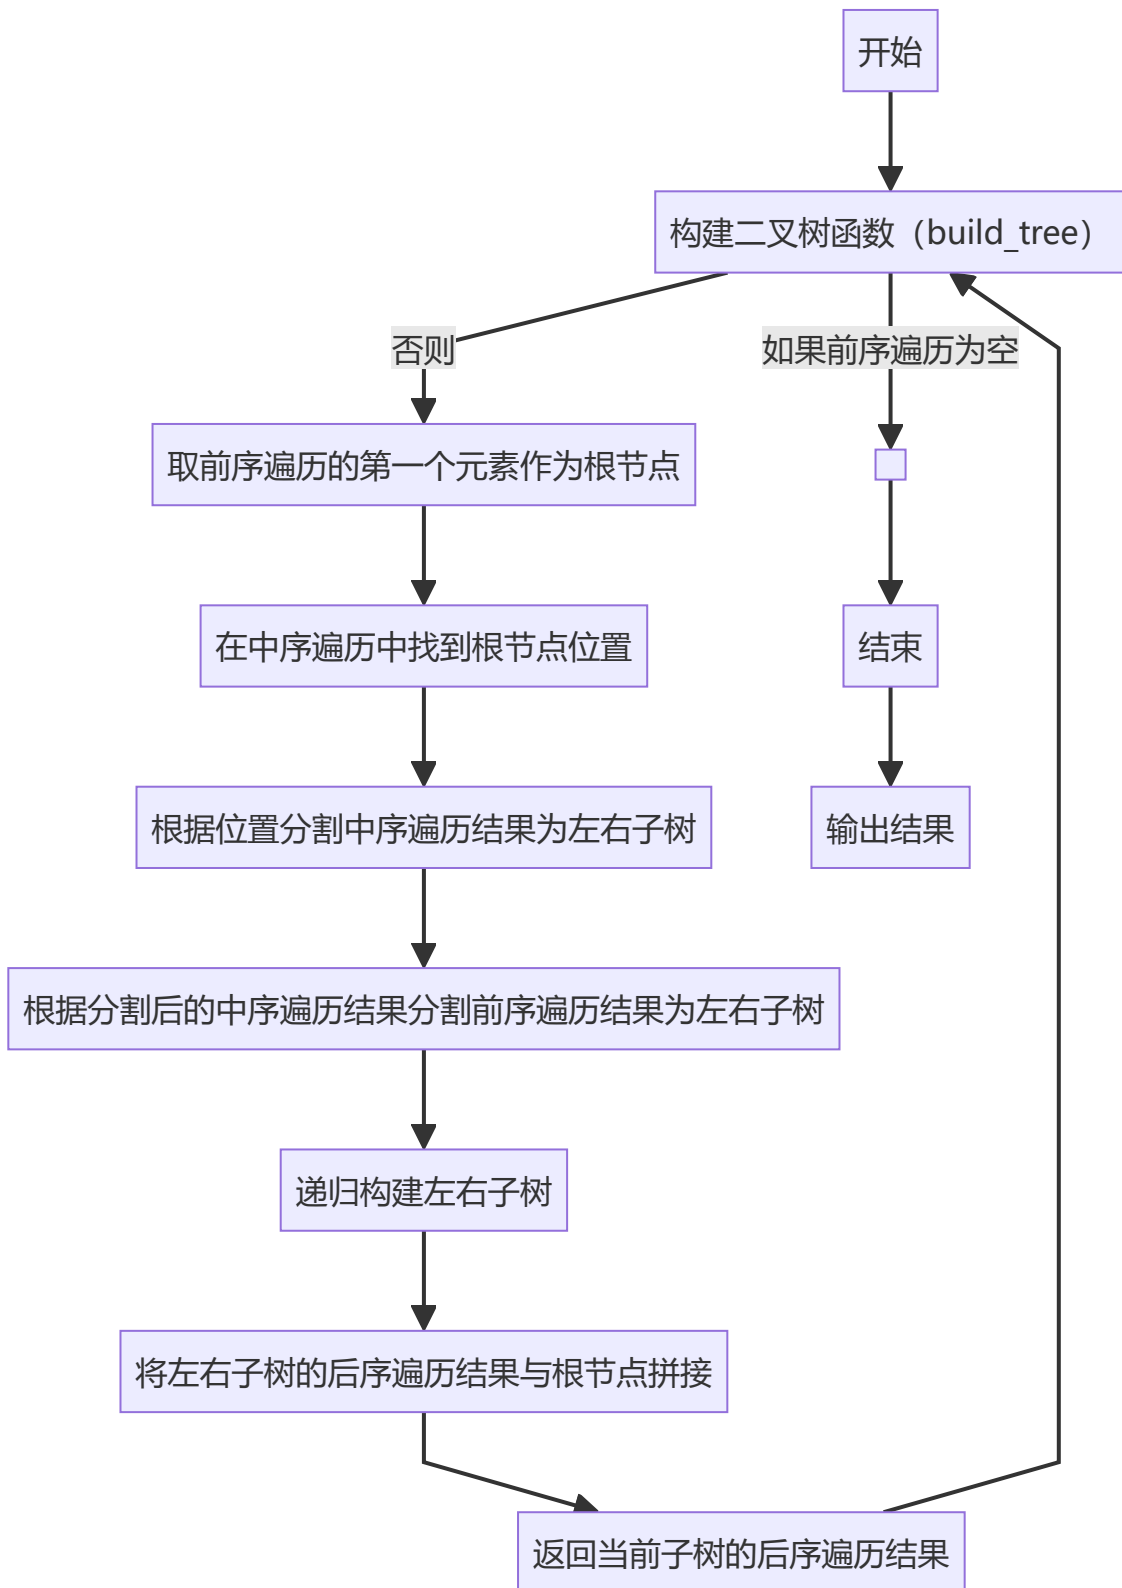 开始
构建二叉树函数（build_tree）
否则
如果前序遍历为空
取前序遍历的第一个元素作为根节点
在中序遍历中找到根节点位置
结束
根据位置分割中序遍历结果为左右子树
输出结果
根据分割后的中序遍历结果分割前序遍历结果为左右子树
递归构建左右子树
将左右子树的后序遍历结果与根节点拼接
返回当前子树的后序遍历结果